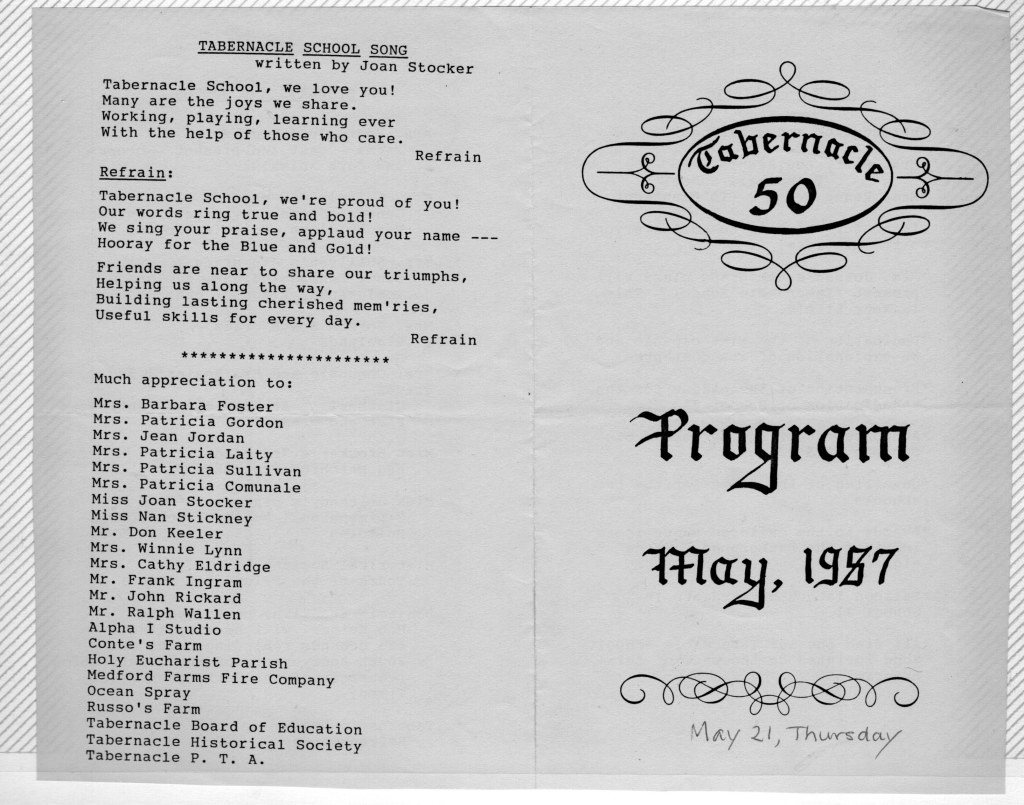 TABERNACLE SCHOOL SONG
written by Joan Stocker
Tabernacle School, we love you!
Many are the joys we share.
Working, playing, learning ever
With the help of those who care.
Refrain
Refrain:
Tabernacle School, we're proud of you!
Our words ring true and bold!
We sing your praise, applaud your name ---
Hooray for the Blue and Gold!
Friends are near to share our triumphs,
Helping us along the way,
Building lasting cherished mem'ries,
Useful skills for every day.
Refrain
**********************
Much appreciation to:
Mrs. Barbara Foster
Mrs. Patricia Gordon
Mrs. Jean Jordan
Mrs. Patricia Laity
Mrs. Patricia Sullivan
Mrs. Patricia Comunale
Miss Joan Stocker
Miss Nan Stickney
Mr. Don Keeler
Mrs. Winnie Lynn
Mrs. Cathy Eldridge
Mr. Frank Ingram
Mr. John Rickard
Mr. Ralph Wallen
Alpha I Studio
Conte's Farm
Holy Eucharist Parish
Medford Farms Fire Company
Ocean Spray
Russo's Farm
Tabernacle Board of Education
Tabernacle Historical Society
Tabernacle P. T. A.
Tabernacle
50
Program
May, 1987
May 21, Thursday